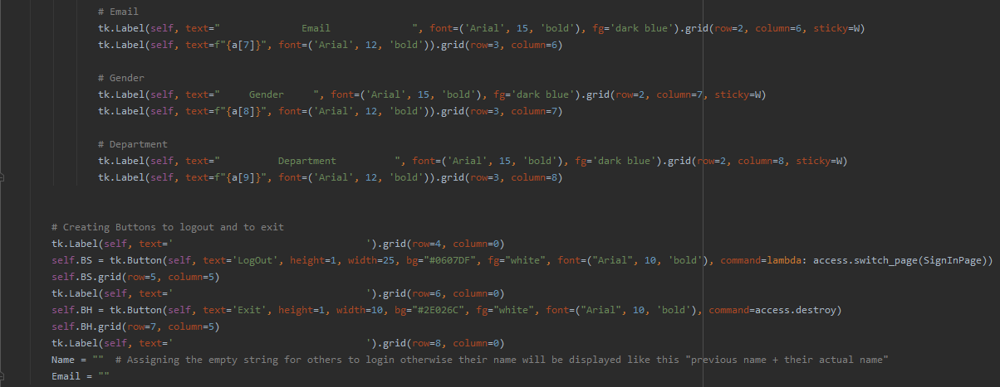 # Email
tk.Label(self, text="              Email              ", font=('Arial', 15, 'bold'), fg='dark blue').grid(row=2, column=6, sticky=W)
tk.Label(self, text=f"{a[7]}", font=('Arial', 12, 'bold')).grid(row=3, column=6)
# Gender
tk.Label(self, text="     Gender     ", font=('Arial', 15, 'bold'), fg='dark blue').grid(row=2, column=7, sticky=W)
tk.Label(self, text=f"{a[8]}", font=('Arial', 12, 'bold')).grid(row=3, column=7)
# Department
tk.Label(self, text="          Department          ", font=('Arial', 15, 'bold'), fg='dark blue').grid(row=2, column=8, sticky=W)
tk.Label(self, text=f"{a[9]}", font=('Arial', 12, 'bold')).grid(row=3, column=8)
# Creating Buttons to logout and to exit
tk.Label(self, text='                                 ').grid(row=4, column=0)
self.BS = tk.Button(self, text='LogOut', height=1, width=25, bg="#0607DF", fg="white", font=("Arial", 10, 'bold'), command=lambda: access.switch_page(SignInPage))
self.BS.grid(row=5, column=5)
tk.Label(self, text='                                 ').grid(row=6, column=0)
self.BH = tk.Button(self, text='Exit', height=1, width=10, bg="#2E026C", fg="white", font=("Arial", 10, 'bold'), command=access.destroy)
self.BH.grid(row=7, column=5)
tk.Label(self, text='                                 ').grid(row=8, column=0)
Name = ""  # Assigning the empty string for others to login otherwise their name will be displayed like this "previous name + their actual name"
Email = ""